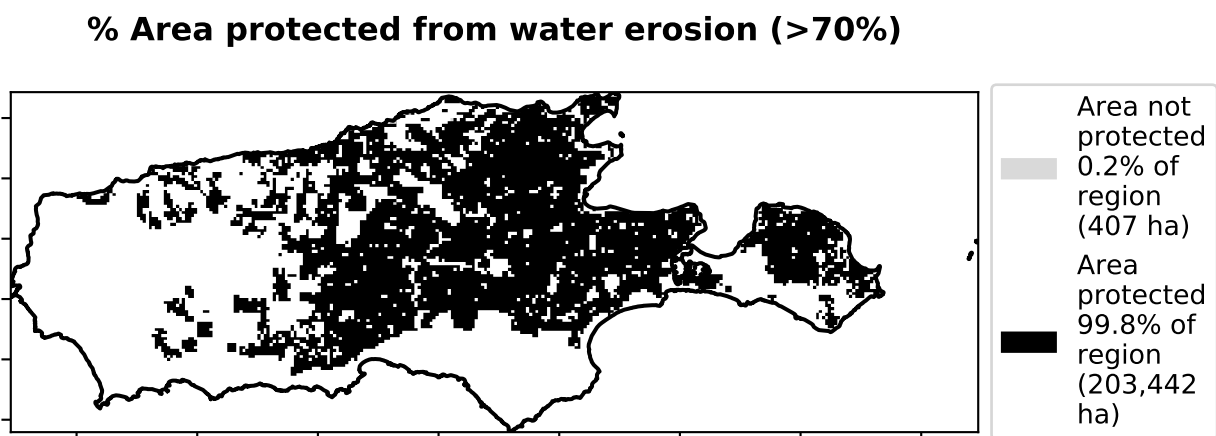 % Area protected from water erosion (>70%)
Area not
protected
0.2% of
region
(407 ha)
Area
protected
99.8% of
region
(203,442
ha)